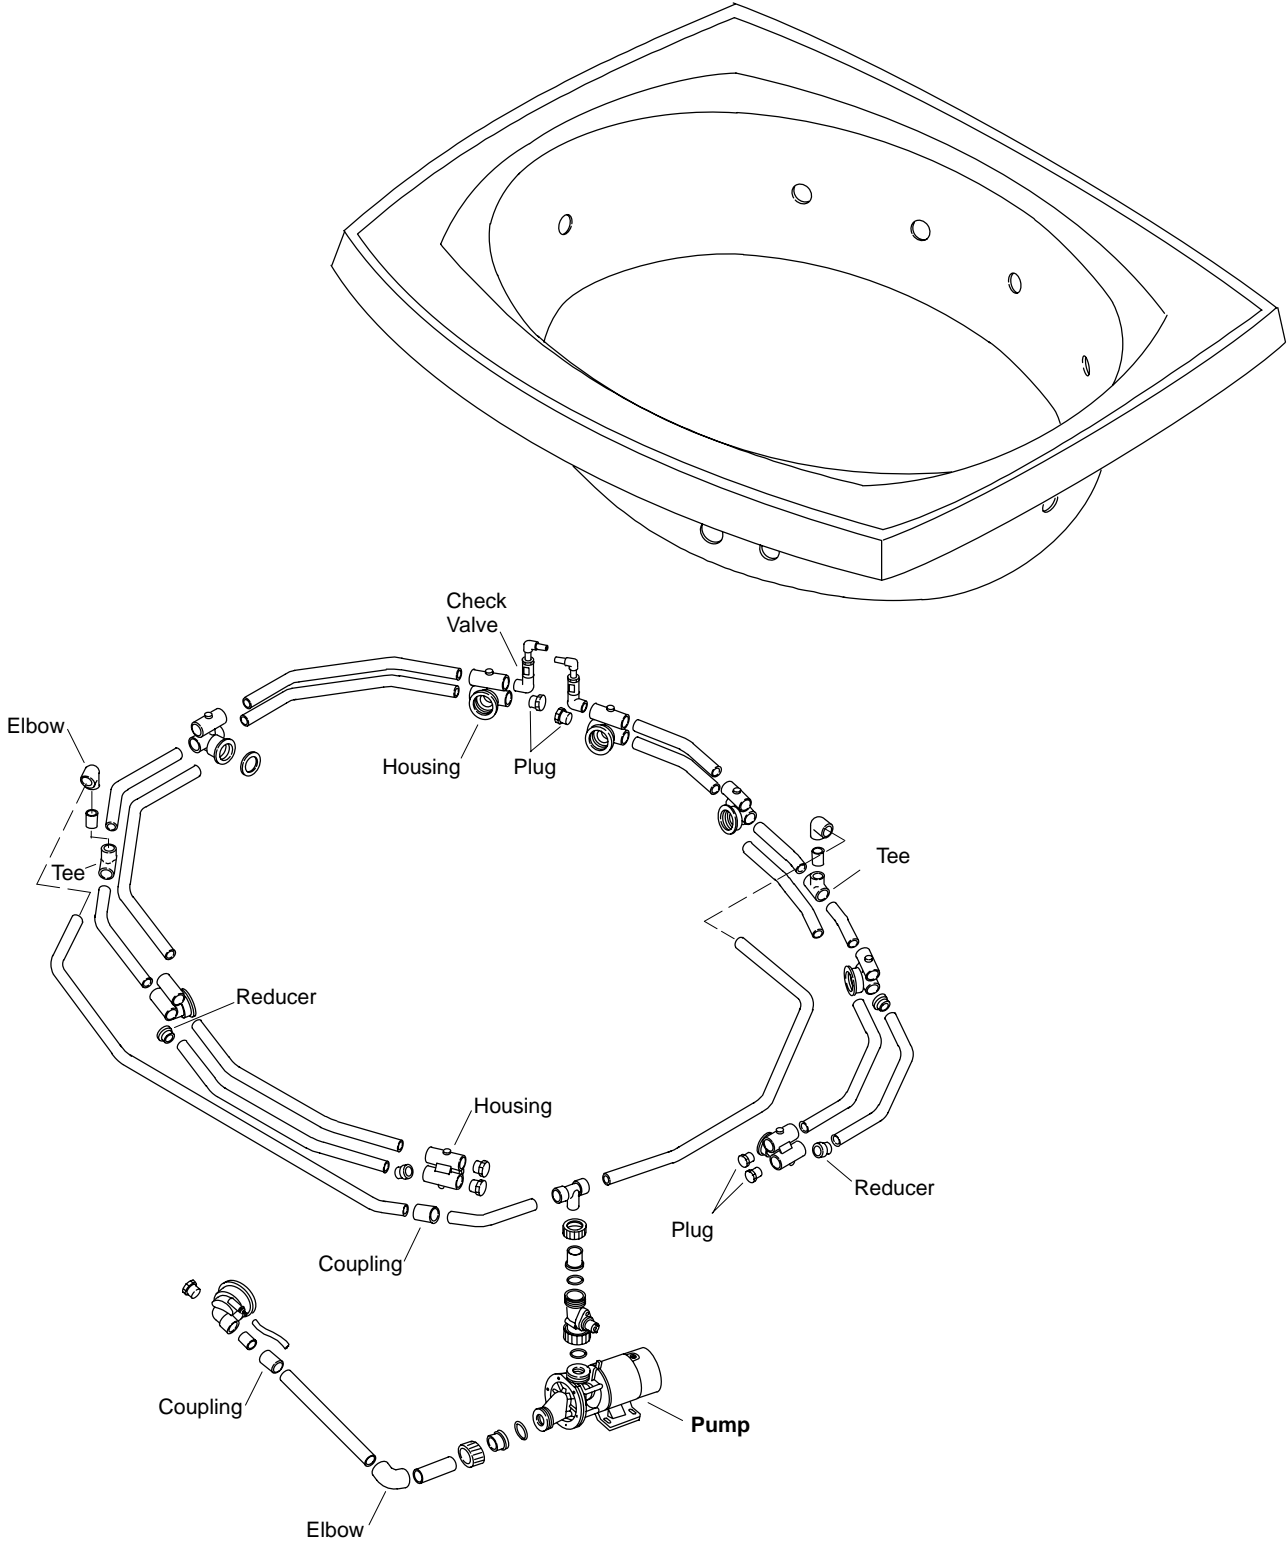 Check
Valve
Elbow
Housing
Plug
Tee
Tee
Reducer
Housing
Reducer
Plug
Coupling
Coupling
Pump
Elbow